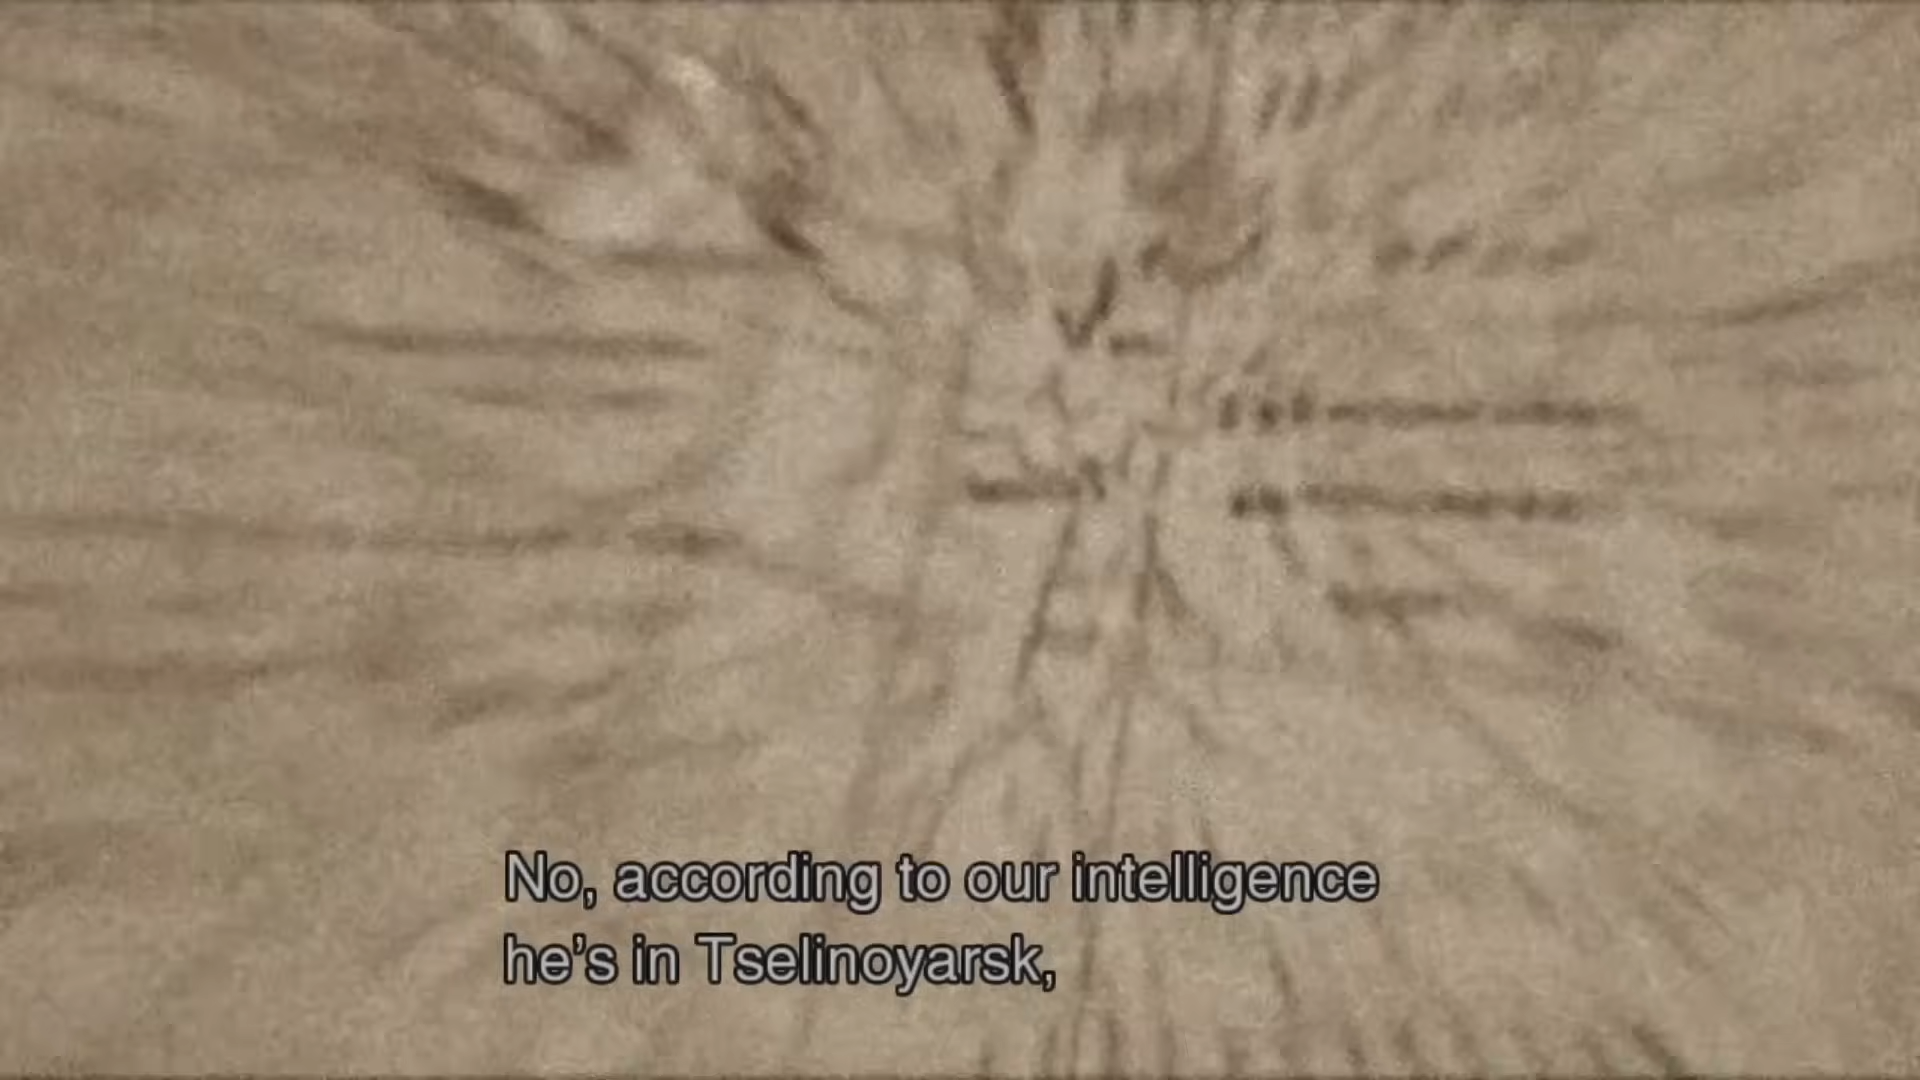 No, according to our intelligence
he's in Tselinoyarsk,